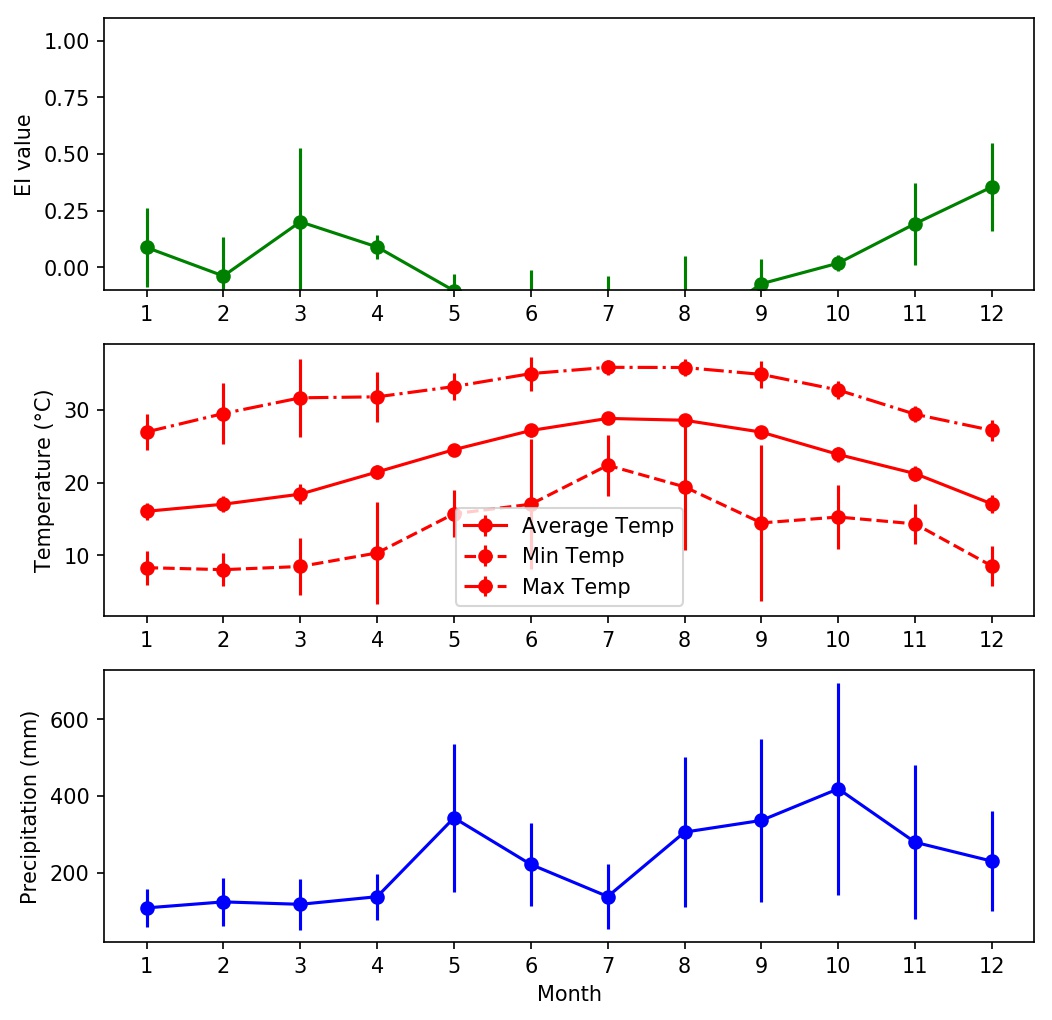 EI value
1.00
0.75
0.50
0.25
0.00
1 2 3 4 5 6 7 8 9 10 11 12
Temperature (°C)
30
20
10
Average Temp
Min Temp
Max Temp
1 2 3 4 5 6 7 8 9 10 11 12
Precipitation (mm)
600
400
200
1 2 3 4 5 6 7 8 9 10 11 12
Month